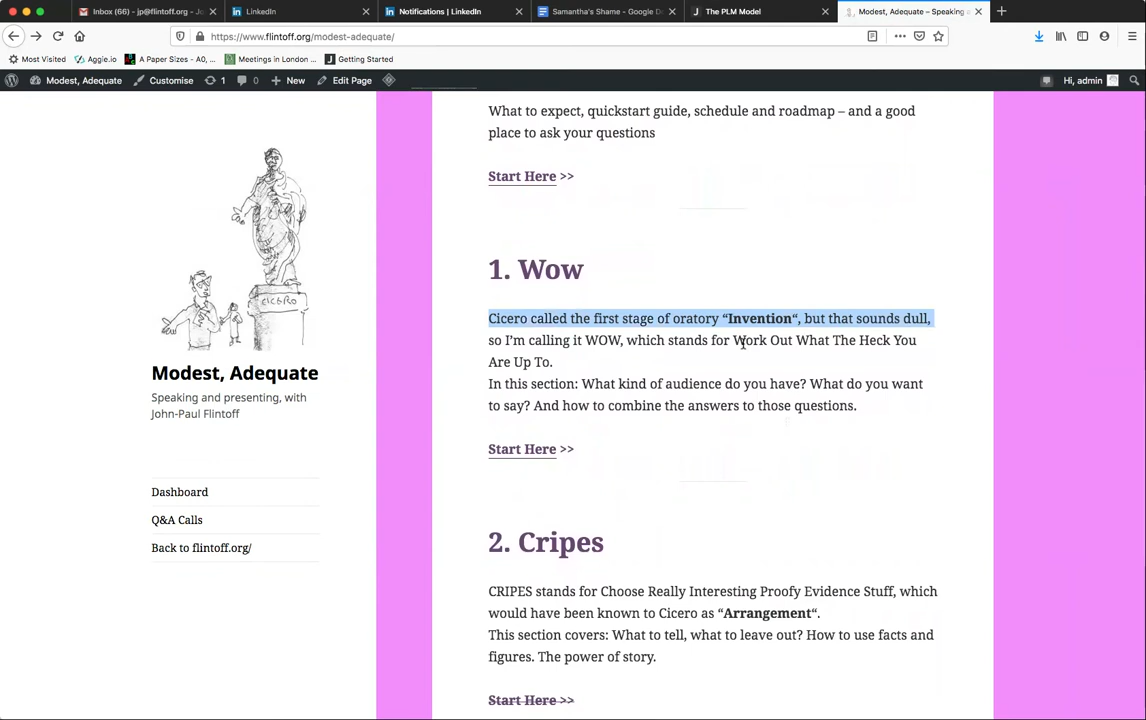 Inbox (66) - jp@flintoff.org - Jo
LinkedIn
Notifications | LinkedIn
Samantha's Shame - Google Do
The PLM Model
Modest, Adequate – Speaking a
https://www.flintoff.org/modest-adequate/
Most Visited
Aggie.io
A Paper Sizes - A0, ...
Meetings in London ...
Getting Started
Modest, Adequate
Customise
1
New
Edit Page
Hi, admin
What to expect, quickstart guide, schedule and roadmap – and a good
place to ask your questions
Start Here >>
CICERO
Modest, Adequate
Speaking and presenting, with
John-Paul Flintoff
Dashboard
Q&A Calls
Back to flintoff.org/
1. Wow
Cicero called the first stage of oratory “Invention“, but that sounds dull,
so I’m calling it WOW, which stands for Work Out What The Heck You
Are Up To.
In this section: What kind of audience do you have? What do you want
to say? And how to combine the answers to those questions.
Start Here >>
2. Cripes
CRIPES stands for Choose Really Interesting Proofy Evidence Stuff, which
would have been known to Cicero as “Arrangement“.
This section covers: What to tell, what to leave out? How to use facts and
figures. The power of story.
Start Here >>